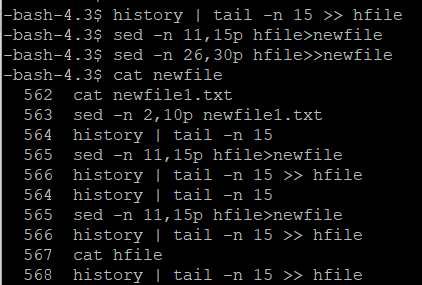 -bash-4.3$ history | tail -n 15 >> hfile
-bash-4.3$ sed -n 11,15p hfile>newfile
-bash-4.3$ sed -n 26,30p hfile>>newfile
-bash-4.3$ cat newfile
  562  cat newfile1.txt
  563  sed -n 2,10p newfile1.txt
  564  history | tail -n 15
  565  sed -n 11,15p hfile>newfile
  566  history | tail -n 15 >> hfile
  564  history | tail -n 15
  565  sed -n 11,15p hfile>newfile
  566  history | tail -n 15 >> hfile
  567  cat hfile
  568  history | tail -n 15 >> hfile